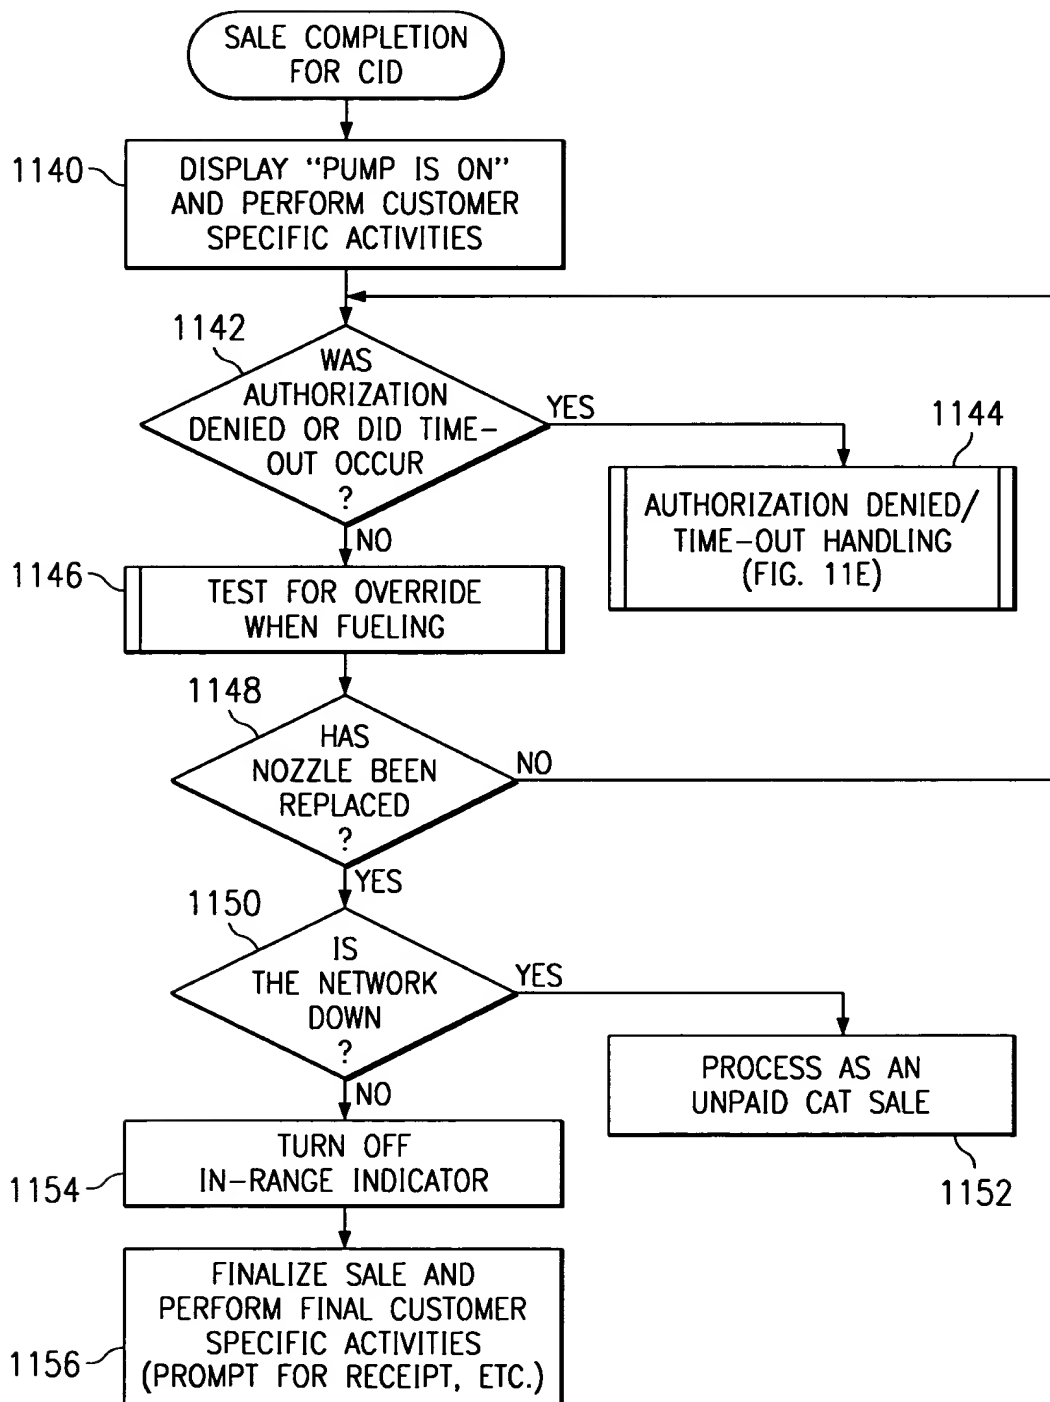 SALE COMPLETION
FOR CID
1140
DISPLAY “PUMP IS ON”
AND PERFORM CUSTOMER
SPECIFIC ACTIVITIES
1142
WAS
AUTHORIZATION
DENIED OR DID TIME-
OUT OCCUR
?
YES
1144
AUTHORIZATION DENIED/
TIME-OUT HANDLING
(FIG. 11E)
NO
1146
TEST FOR OVERRIDE
WHEN FUELING
1148
HAS
NOZZLE BEEN
REPLACED
?
NO
YES
1150
IS
THE NETWORK
DOWN
?
YES
PROCESS AS AN
UNPAID CAT SALE
1152
NO
TURN OFF
IN-RANGE INDICATOR
1154
FINALIZE SALE AND
PERFORM FINAL CUSTOMER
SPECIFIC ACTIVITIES
(PROMPT FOR RECEIPT, ETC.)
1156